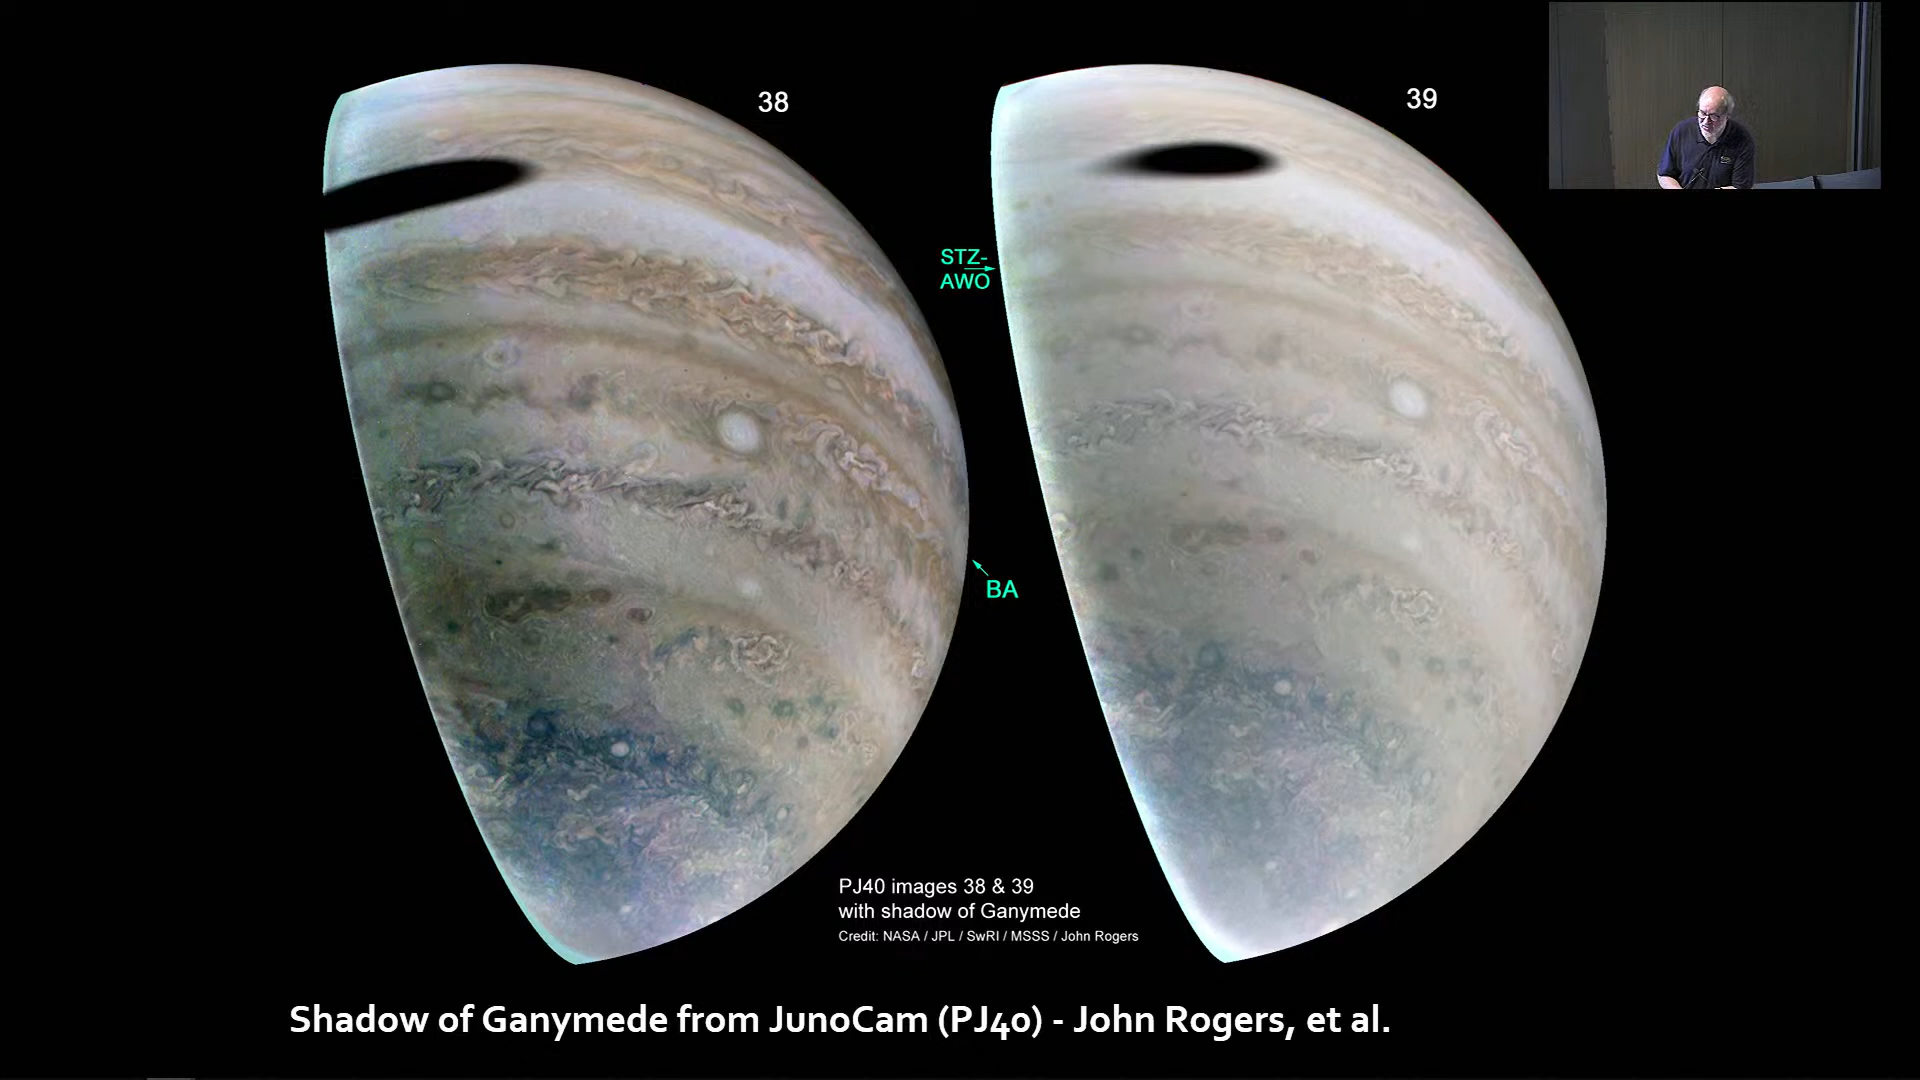 38
39
STZ-
AWO
BA
PJ40 images 38 & 39
with shadow of Ganymede
Credit: NASA / JPL / SwRI / MSSS / John Rogers
Shadow of Ganymede from JunoCam (PJ40) - John Rogers, et al.